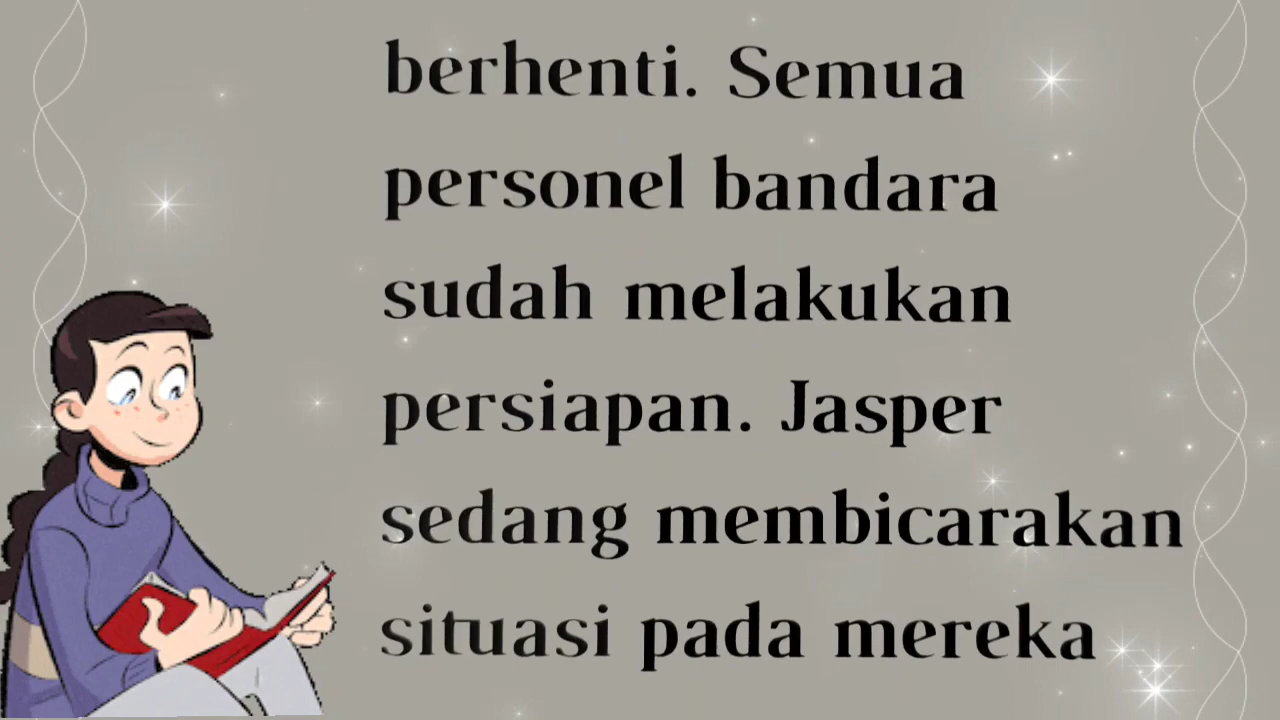 berhenti. Semua
personel bandara
sudah melakukan
persiapan. Jasper
sedang membicarakan
situasi pada mereka